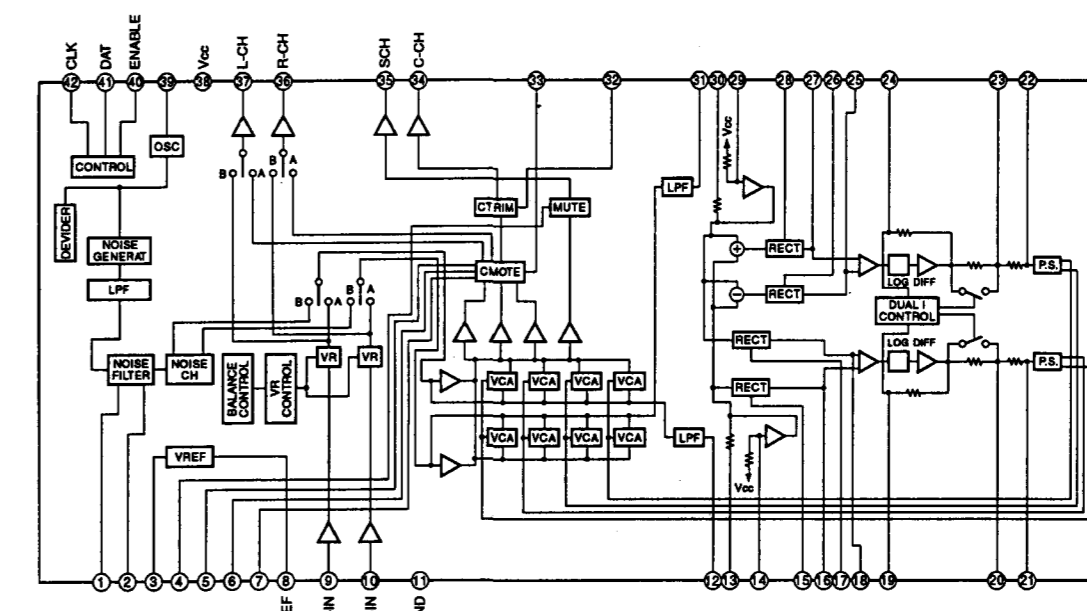 CLK
DAT
ENABLE
Vcc
L-CH
R-CH
SCH
C-CH
42
41
40
39
38
37
36
35
34
33
32
31
30
29
28
27
26
25
24
23
22
Vcc
CONTROL
OSC
B
A
B
A
LPF
DEVIDER
CTRIM
MUTE
NOISE
GENERAT
RECT
CMOTE
P.S.
LPF
RECT
LOG DIFF
B
A
B
A
DUAL I
CONTROL
NOISE
FILTER
NOISE
CH
VR
VR
RECT
LOG DIFF
P.S.
BALANCE
CONTROL
VR
CONTROL
VCA
VCA
VCA
VCA
RECT
VCA
VCA
VCA
VCA
LPF
VREF
Vcc
1
2
3
4
5
6
7
8
9
10
11
12
13
14
15
16
17
18
19
20
21
EF
IN
IN
ND